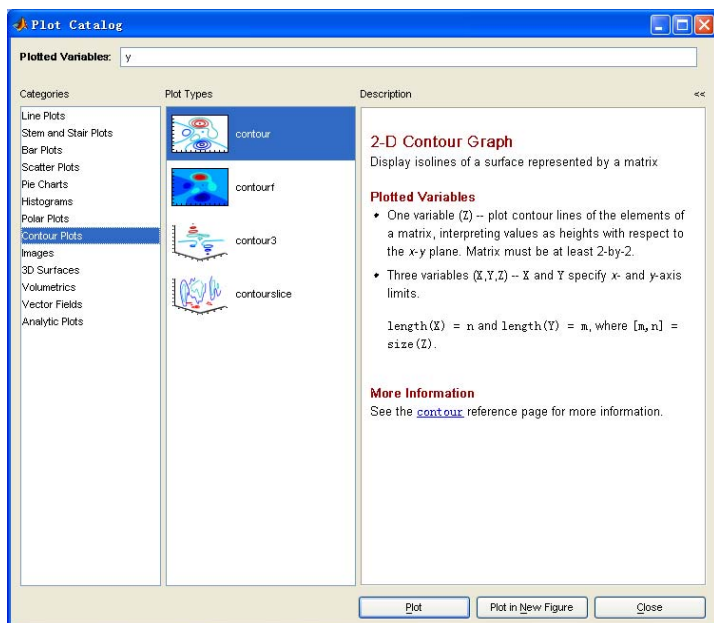 Plot Catalog
Plotted Variables: y
Categories
Line Plots
Stem and Stair Plots
Bar Plots
Scatter Plots
Pie Charts
Histograms
Polar Plots
Contour Plots
Images
3D Surfaces
Volumetrics
Vector Fields
Analytic Plots
Plot Types
contour
contourf
contour3
contourslice
Description <<
2-D Contour Graph
Display isolines of a surface represented by a matrix
Plotted Variables
• One variable (Z) -- plot contour lines of the elements of
a matrix, interpreting values as heights with respect to
the x-y plane. Matrix must be at least 2-by-2.
• Three variables (X,Y,Z) -- X and Y specify x- and y-axis
limits.
length(X) = n and length(Y) = m, where [m,n] =
size(Z).
More Information
See the contour reference page for more information.
Plot
Plot in New Figure
Close